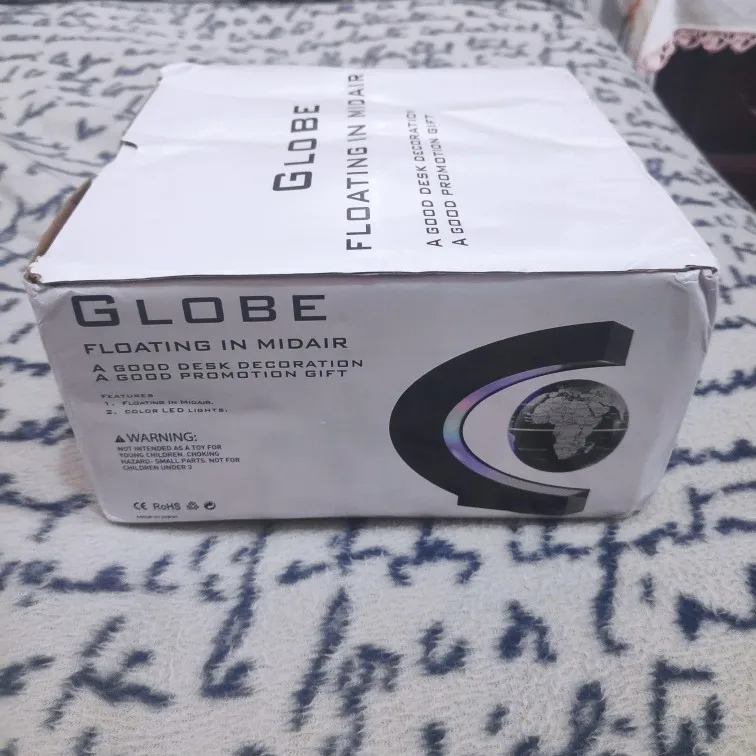 GLOBE
FLOATING IN MIDAIR
A GOOD DESK DECORATION
A GOOD PROMOTION GIFT
GLOBE
FLOATING IN MIDAIR
A GOOD DESK DECORATION
A GOOD PROMOTION GIFT
FEATURES
1. FLOATING IN MIDAIR.
2. COLOR LED LIGHTS.
WARNING:
NOT INTENDED AS A TOY FOR
YOUNG CHILDREN, CHOKING
HAZARD- SMALL PARTS. NOT FOR
CHILDREN UNDER 3
CE RoHS